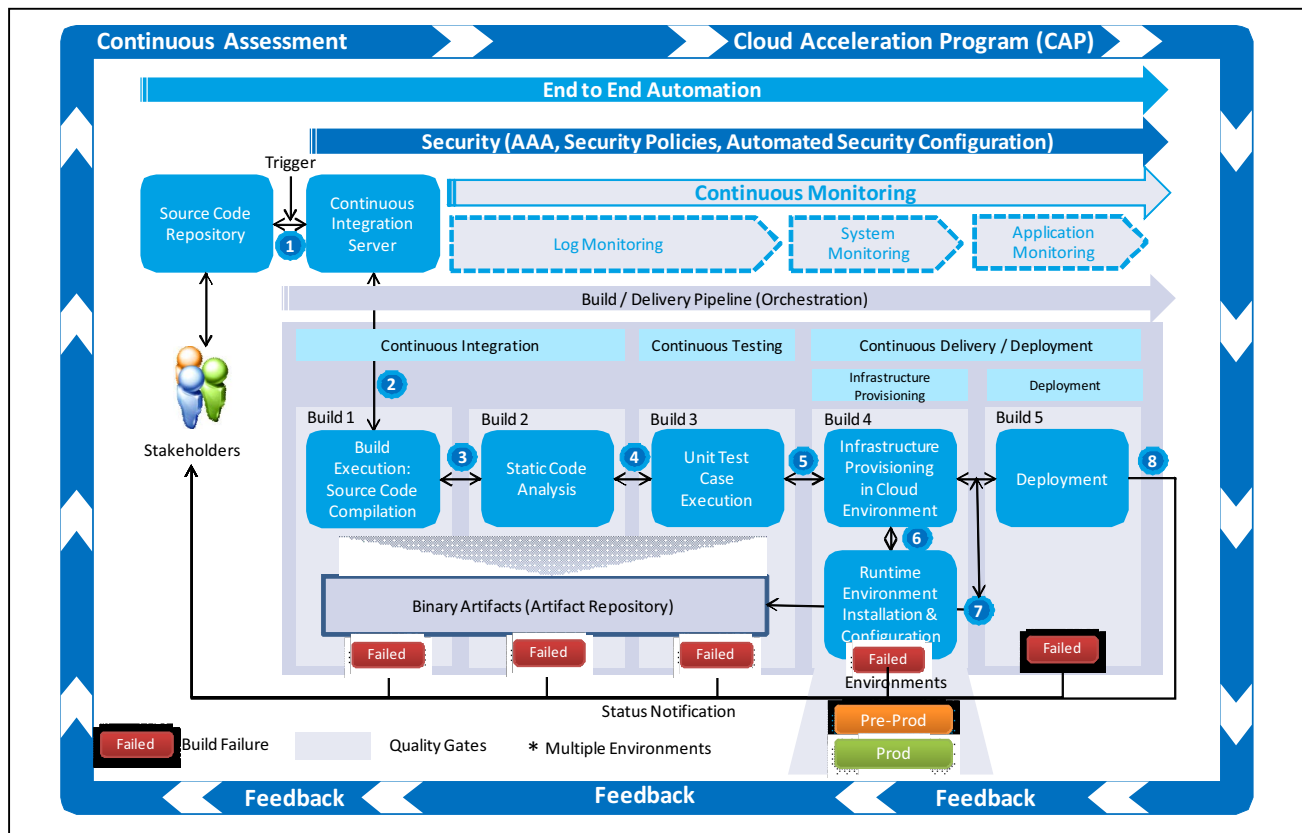 Continuous Assessment
Cloud Acceleration Program (CAP)
End to End Automation
Security (AAA, Security Policies, Automated Security Configuration)
Trigger
Source Code
Repository
1
Continuous
Integration
Server
Continuous Monitoring
Log Monitoring
System
Monitoring
Application
Monitoring
Build / Delivery Pipeline (Orchestration)
Continuous Integration
Continuous Testing
Continuous Delivery / Deployment
2
Infrastructure
Provisioning
Deployment
Stakeholders
Build 1
Build 2
Build 3
Build 4
Build 5
Build
Execution:
Source Code
Compilation
3
Static Code
Analysis
4
Unit Test
Case
Execution
5
Infrastructure
Provisioning
in Cloud
Environment
Deployment
8
6
Runtime
Environment
Installation &
Configuration
7
Binary Artifacts (Artifact Repository)
Failed
Failed
Failed
Failed
Failed
Environments
Status Notification
Pre-Prod
Prod
Failed
Build Failure
Quality Gates
* Multiple Environments
Feedback
Feedback
Feedback